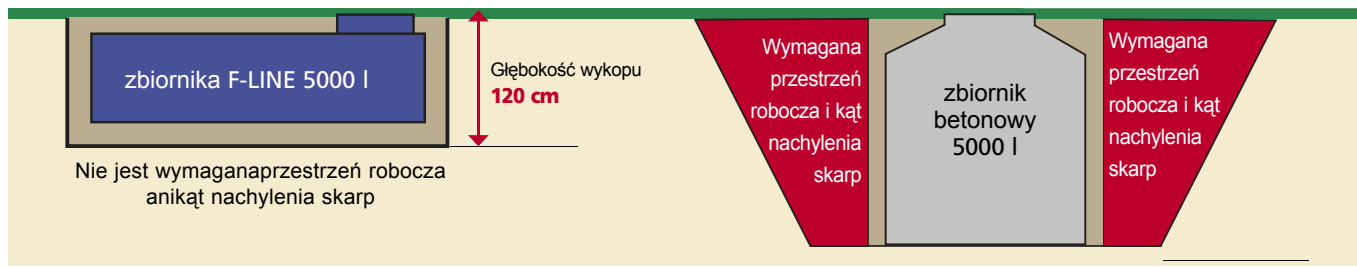 zbiornika F-LINE 5000 l
Głębokość wykopu
120 cm
Nie jest wymaganaprzestrzeń robocza
anikąt nachylenia skarp
Wymagana
przestrzeń
robocza i kąt
nachylenia
skarp
zbiornik
betonowy
5000 l
Wymagana
przestrzeń
robocza i kąt
nachylenia
skarp